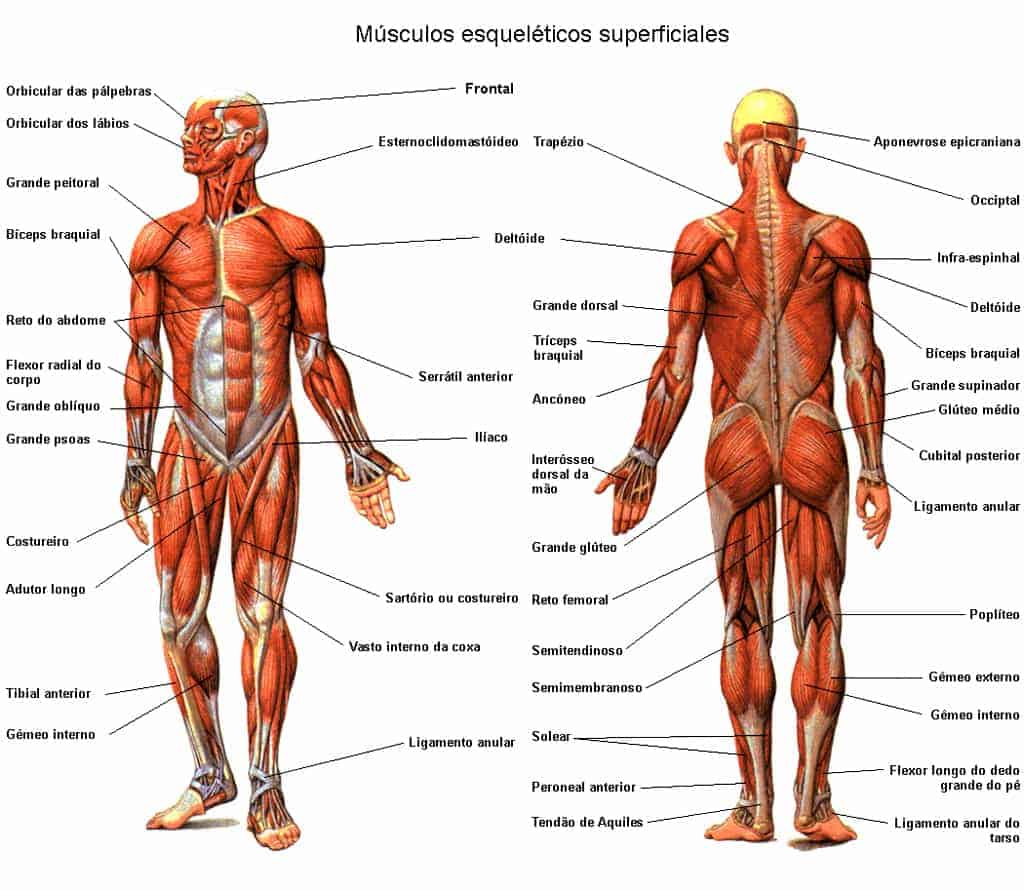 Músculos esqueléticos superficiales
Orbicular das pálpebras
Orbicular dos lábios
Grande peitoral
Bíceps braquial
Reto do abdome
Flexor radial do
corpo
Grande oblíquo
Grande psoas
Costureiro
Adutor longo
Tibial anterior
Gémeo interno
Frontal
Esternoclidomastóideo
Deltóide
Serrátil anterior
Ilíaco
Sartório ou costureiro
Vasto interno da coxa
Ligamento anular
Trapézio
Grande dorsal
Tríceps
braquial
Ancóneo
Interósseo
dorsal da
mão
Grande glúteo
Reto femoral
Semitendinoso
Semimembranoso
Solear
Peroneal anterior
Tendão de Aquiles
Aponevrose epicraniana
Occiptal
Infra-espinhal
Deltóide
Bíceps braquial
Grande supinador
Glúteo médio
Cubital posterior
Ligamento anular
Poplíteo
Gémeo externo
Gémeo interno
Flexor longo do dedo
grande do pé
Ligamento anular do
tarso